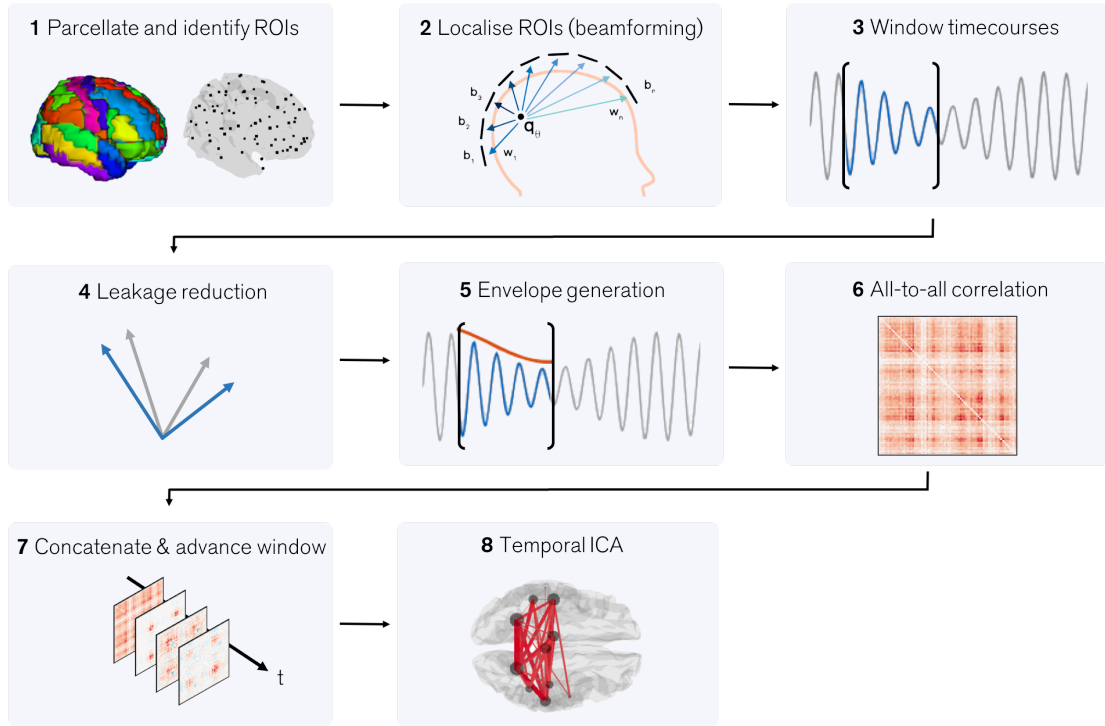 1 Parcellate and identify ROIs
2 Localise ROIs (beamforming)
b3
bn
b2
qθ
wn
b1
w1
3 Window timecourses
4 Leakage reduction
5 Envelope generation
6 All-to-all correlation
7 Concatenate & advance window
t
8 Temporal ICA